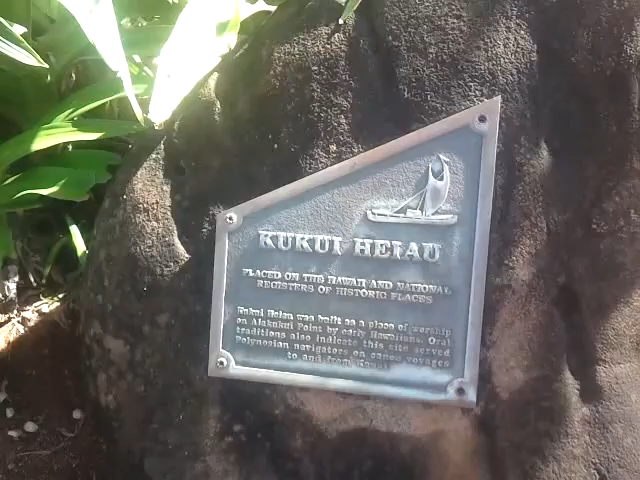 KUKUI HEIAU
PLACED ON THE HAWAII AND NATIONAL
REGISTERS OF HISTORIC PLACES
Kukui Heiau was built as a place of worship
on Alakukui Point by early Hawaiians. Oral
traditions also indicate this site served
Polynesian navigators on canoe voyages
to and from Kauai